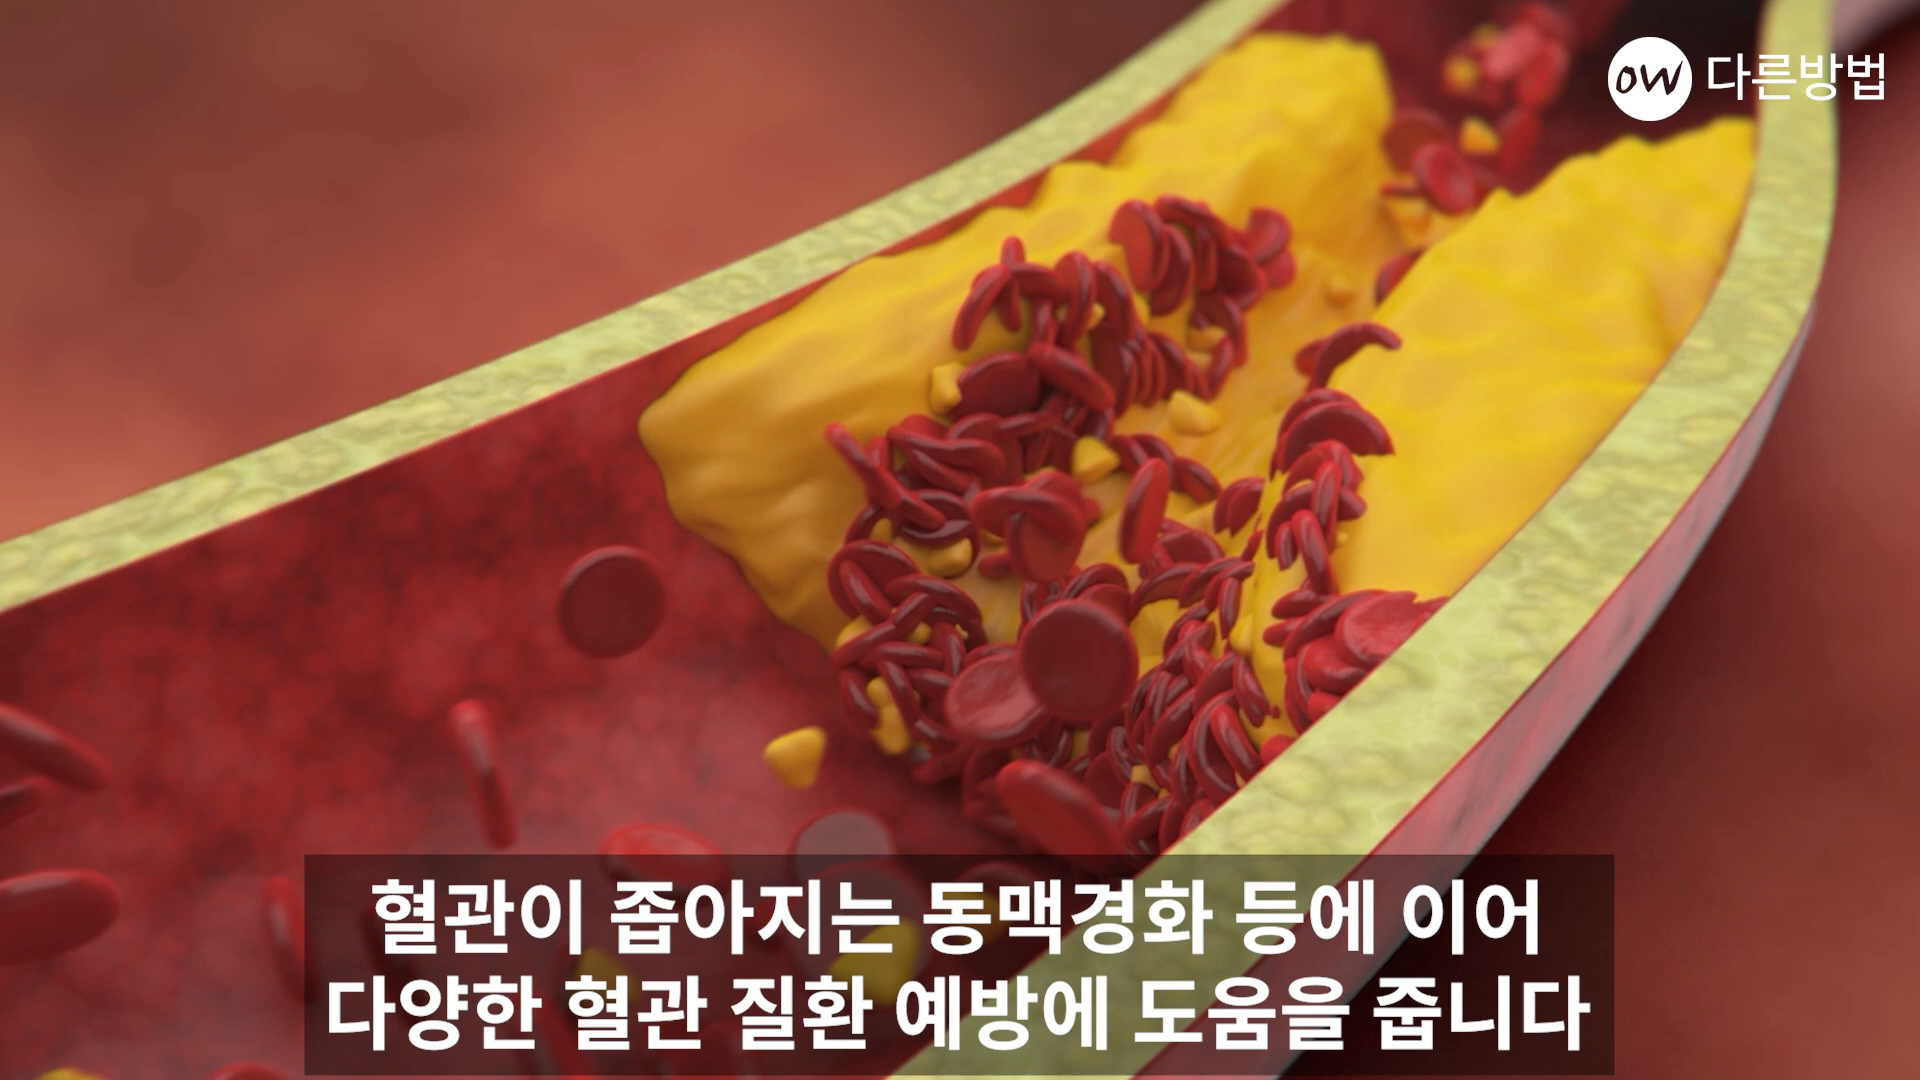 ow 다른방법
혈관이 좁아지는 동맥경화 등에 이어
다양한 혈관 질환 예방에 도움을 줍니다